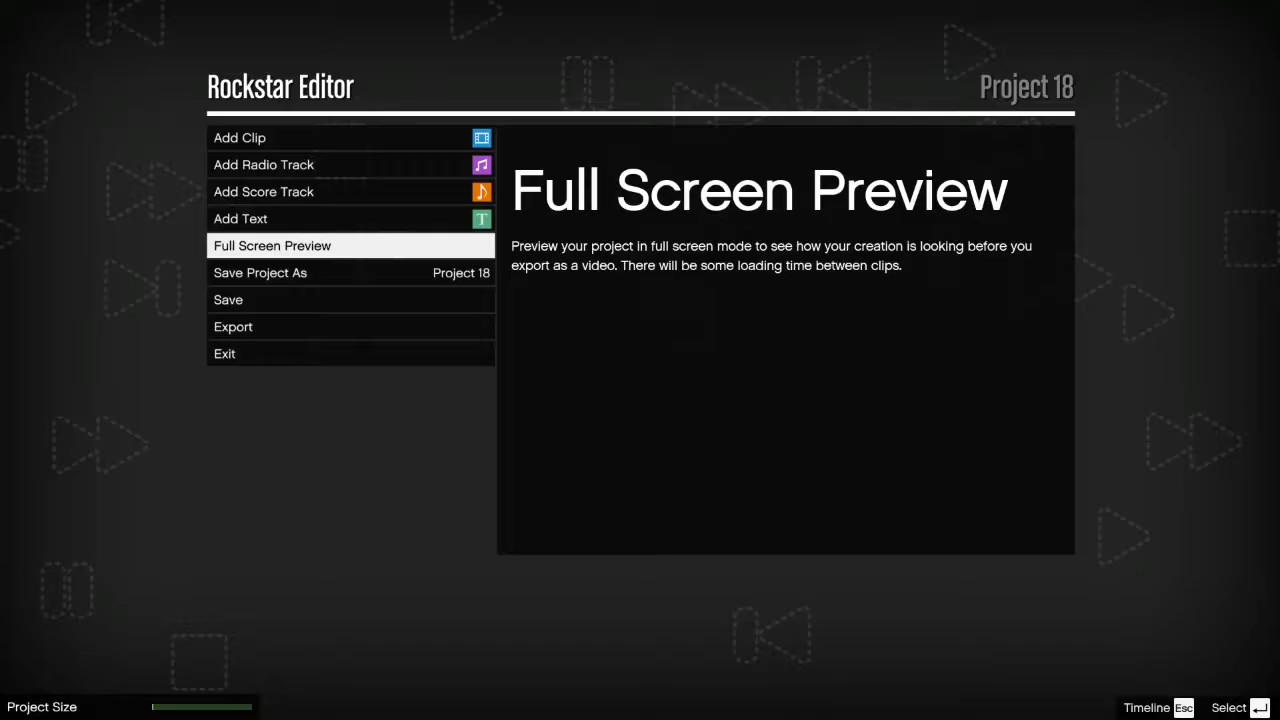 Rockstar Editor
Project 18
Add Clip
Add Radio Track
Add Score Track
Add Text
T
Full Screen Preview
Save Project As Project 18
Save
Export
Exit
Full Screen Preview
Preview your project in full screen mode to see how your creation is looking before you
export as a video. There will be some loading time between clips.
Project Size
Timeline Esc Select